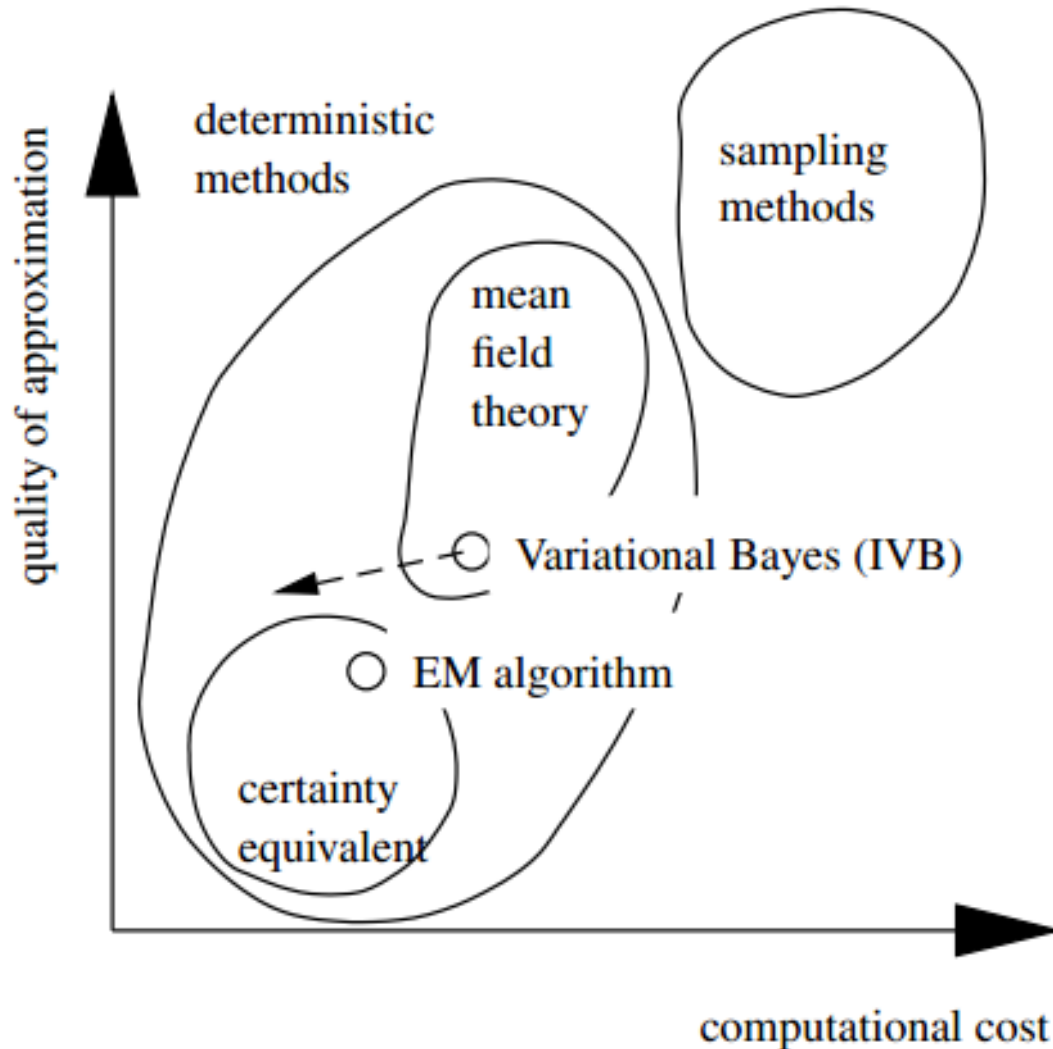 quality of approximation
deterministic
methods
sampling
methods
mean
field
theory
Variational Bayes (IVB)
EM algorithm
certainty
equivalent
computational cost